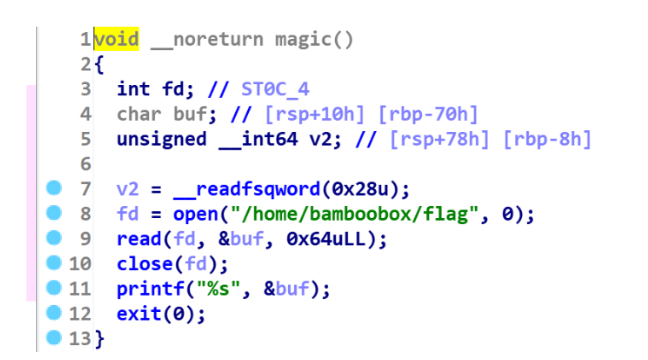 1 void __noreturn magic()
2 {
3 int fd; // ST0C_4
4 char buf; // [rsp+10h] [rbp-70h]
5 unsigned __int64 v2; // [rsp+78h] [rbp-8h]
6
7 v2 = __readfsqword(0x28u);
8 fd = open("/home/bamboobox/flag", 0);
9 read(fd, &buf, 0x64uLL);
10 close(fd);
11 printf("%s", &buf);
12 exit(0);
13 }